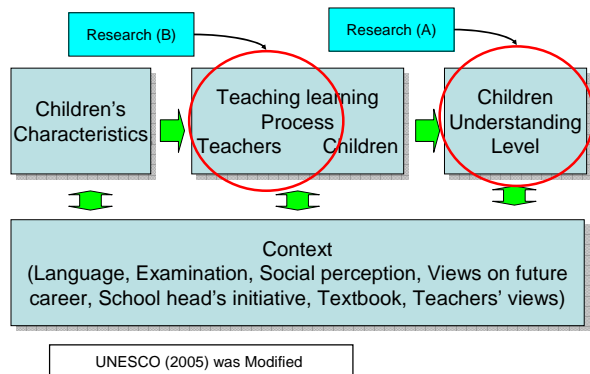 Research (B)
Research (A)
Children's
Characteristics
Teaching learning
Process
Teachers Children
Children
Understanding
Level
Context
(Language, Examination, Social perception, Views on future
career, School head's initiative, Textbook, Teachers' views)
UNESCO (2005) was Modified